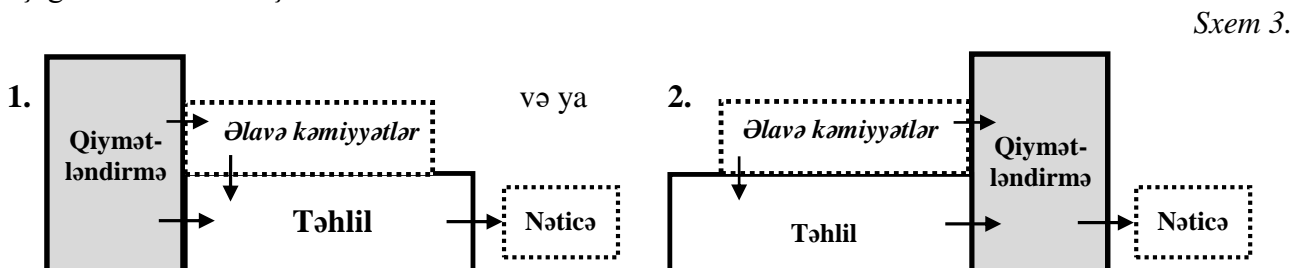 Sxem 3.
1.
və ya
2.
Qiymət-
ləndirmə
Əlavə kəmiyyətlər
Təhlil
Nəticə
Əlavə kəmiyyətlər
Təhlil
Qiymət-
ləndirmə
Nəticə